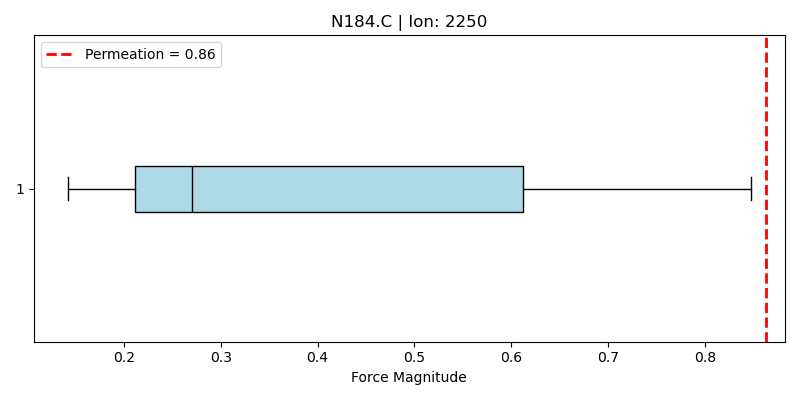 N184.C | Ion: 2250
Permeation = 0.86
1
0.2 0.3 0.4 0.5 0.6 0.7 0.8
Force Magnitude